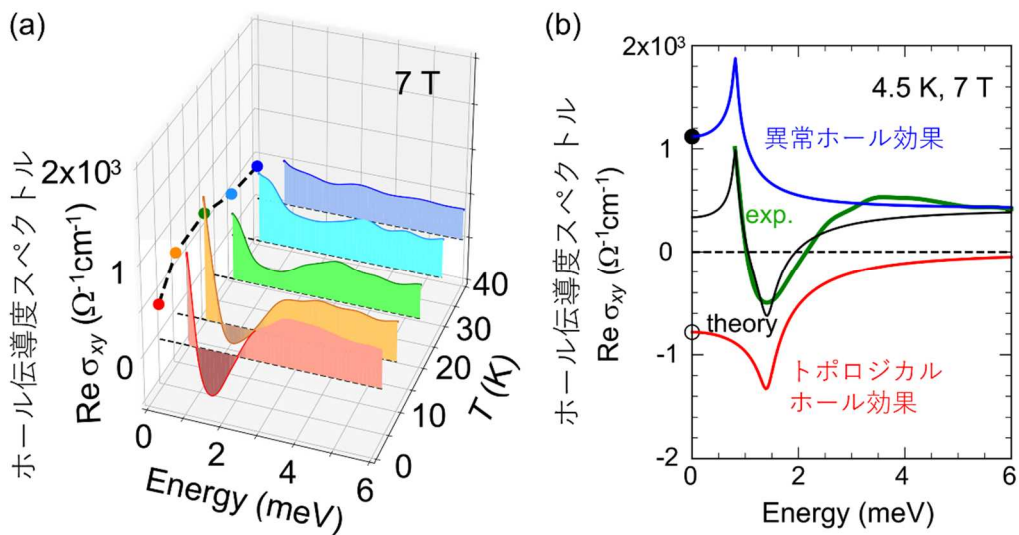 (a)
7 T
ホール伝導度スペクトル
Re σxy (Ω⁻¹cm⁻¹)
2x10³
1
0
0
2
4
6
Energy (meV)
0
10
20
30
40
T (K)
(b)
4.5 K, 7 T
異常ホール効果
exp.
theory
トポロジカル
ホール効果
ホール伝導度スペクトル
Re σxy (Ω⁻¹cm⁻¹)
2x10³
1
0
-1
-2
0
2
4
6
Energy (meV)